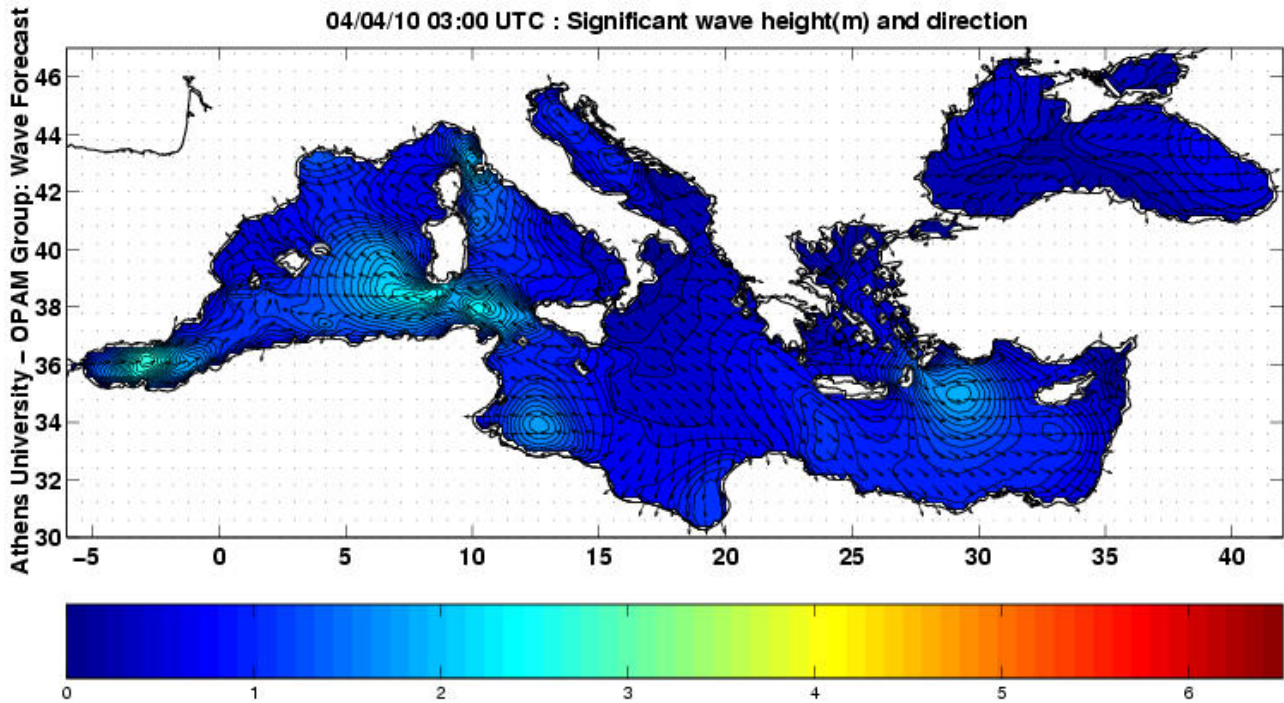 04/04/10 03:00 UTC : Significant wave height(m) and direction
Athens University – OPAM Group: Wave Forecast
46
44
42
40
38
36
34
32
30
−5 0 5 10 15 20 25 30 35 40
0 1 2 3 4 5 6